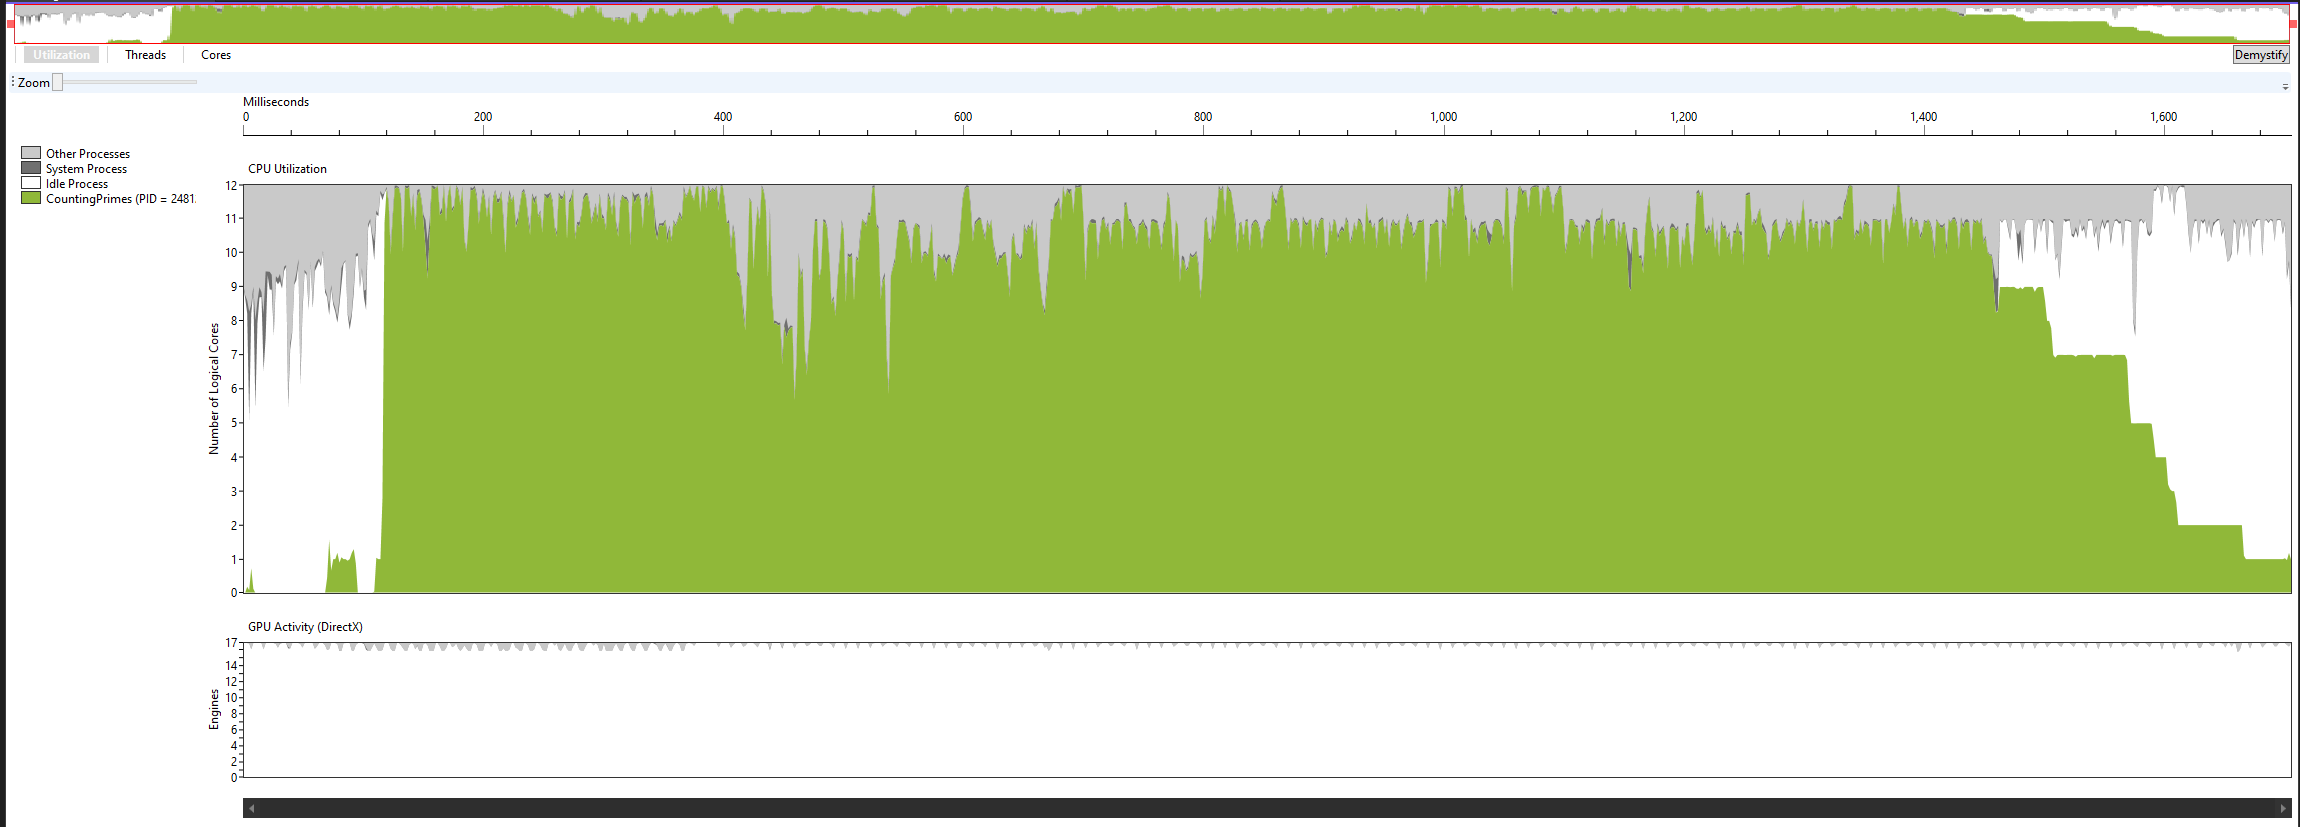 Utilization Threads Cores Demystify
Zoom
Milliseconds
0 200 400 600 800 1,000 1,200 1,400 1,600
Other Processes
System Process
Idle Process
CountingPrimes (PID = 2481
CPU Utilization
Number of Logical Cores
12
11
10
9
8
7
6
5
4
3
2
1
0
GPU Activity (DirectX)
Engines
17
14
12
10
8
6
4
2
0